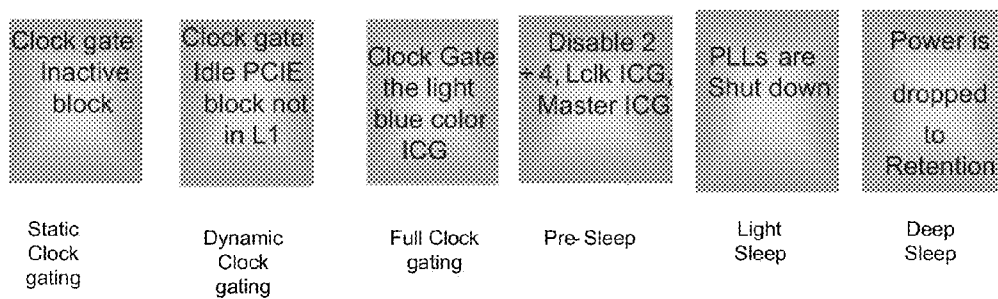 Clock gate
Inactive
block
Clock gate
Idle PCIE
block not
in L1
Clock Gate
the light
blue color
ICG
Disable 2
÷4, Lclk ICG,
Master ICG
PLLs are
Shut down
Power is
dropped
to
Retention
Static
Clock
gating
Dynamic
Clock
gating
Full Clock
gating
Pre-Sleep
Light
Sleep
Deep
Sleep